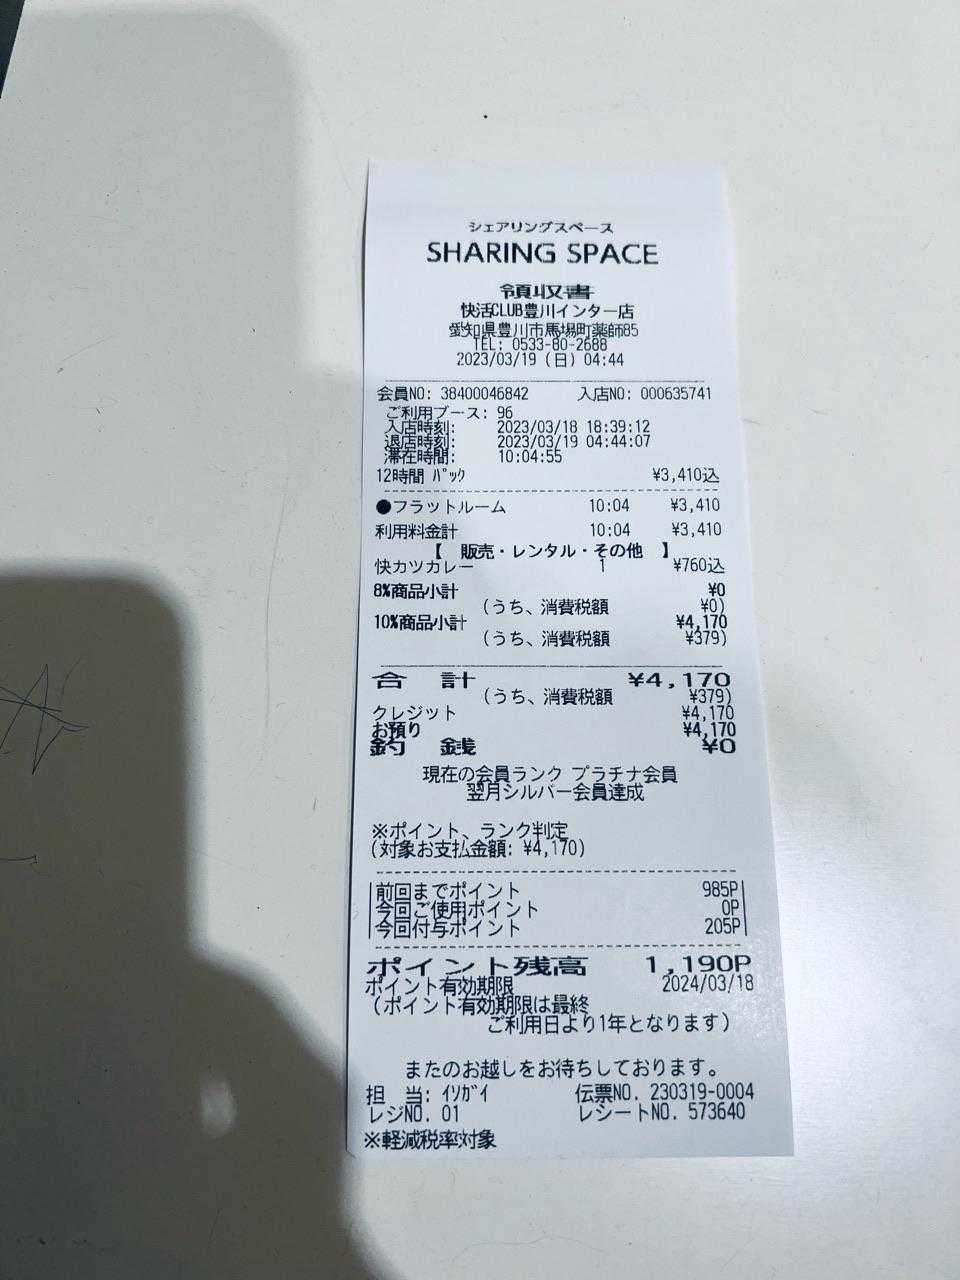 シェアリングスペース
SHARING SPACE
領収書
快活CLUB豊川インター店
愛知県豊川市馬場町薬師85
TEL: 0533-80-2688
2023/03/19 (日) 04:44
会員NO: 38400046842 入店NO: 000635741
ご利用ブース: 96
入店時刻: 2023/03/18 18:39:12
退店時刻: 2023/03/19 04:44:07
滞在時間: 10:04:55
12時間 ﾊﾟｯｸ ¥3,410込
●フラットルーム 10:04 ¥3,410
利用料金計 10:04 ¥3,410
【 販売・レンタル・その他 】
快カツカレー 1 ¥760込
8%商品小計 ¥0
(うち、消費税額 ¥0)
10%商品小計 ¥4,170
(うち、消費税額 ¥379)
合 計 ¥4,170
(うち、消費税額 ¥379)
クレジット ¥4,170
お預り ¥4,170
釣 銭 ¥0
現在の会員ランク プラチナ会員
翌月シルバー会員達成
※ポイント、ランク判定
(対象お支払金額: ¥4,170)
前回までポイント 985P
今回ご使用ポイント 0P
今回付与ポイント 205P
ポイント残高 1,190P
ポイント有効期限 2024/03/18
(ポイント有効期限は最終
ご利用日より1年となります)
またのお越しをお待ちしております。
担 当: ｲｿｶﾞｲ 伝票NO. 230319-0004
レジNO. 01 レシートNO. 573640
※軽減税率対象